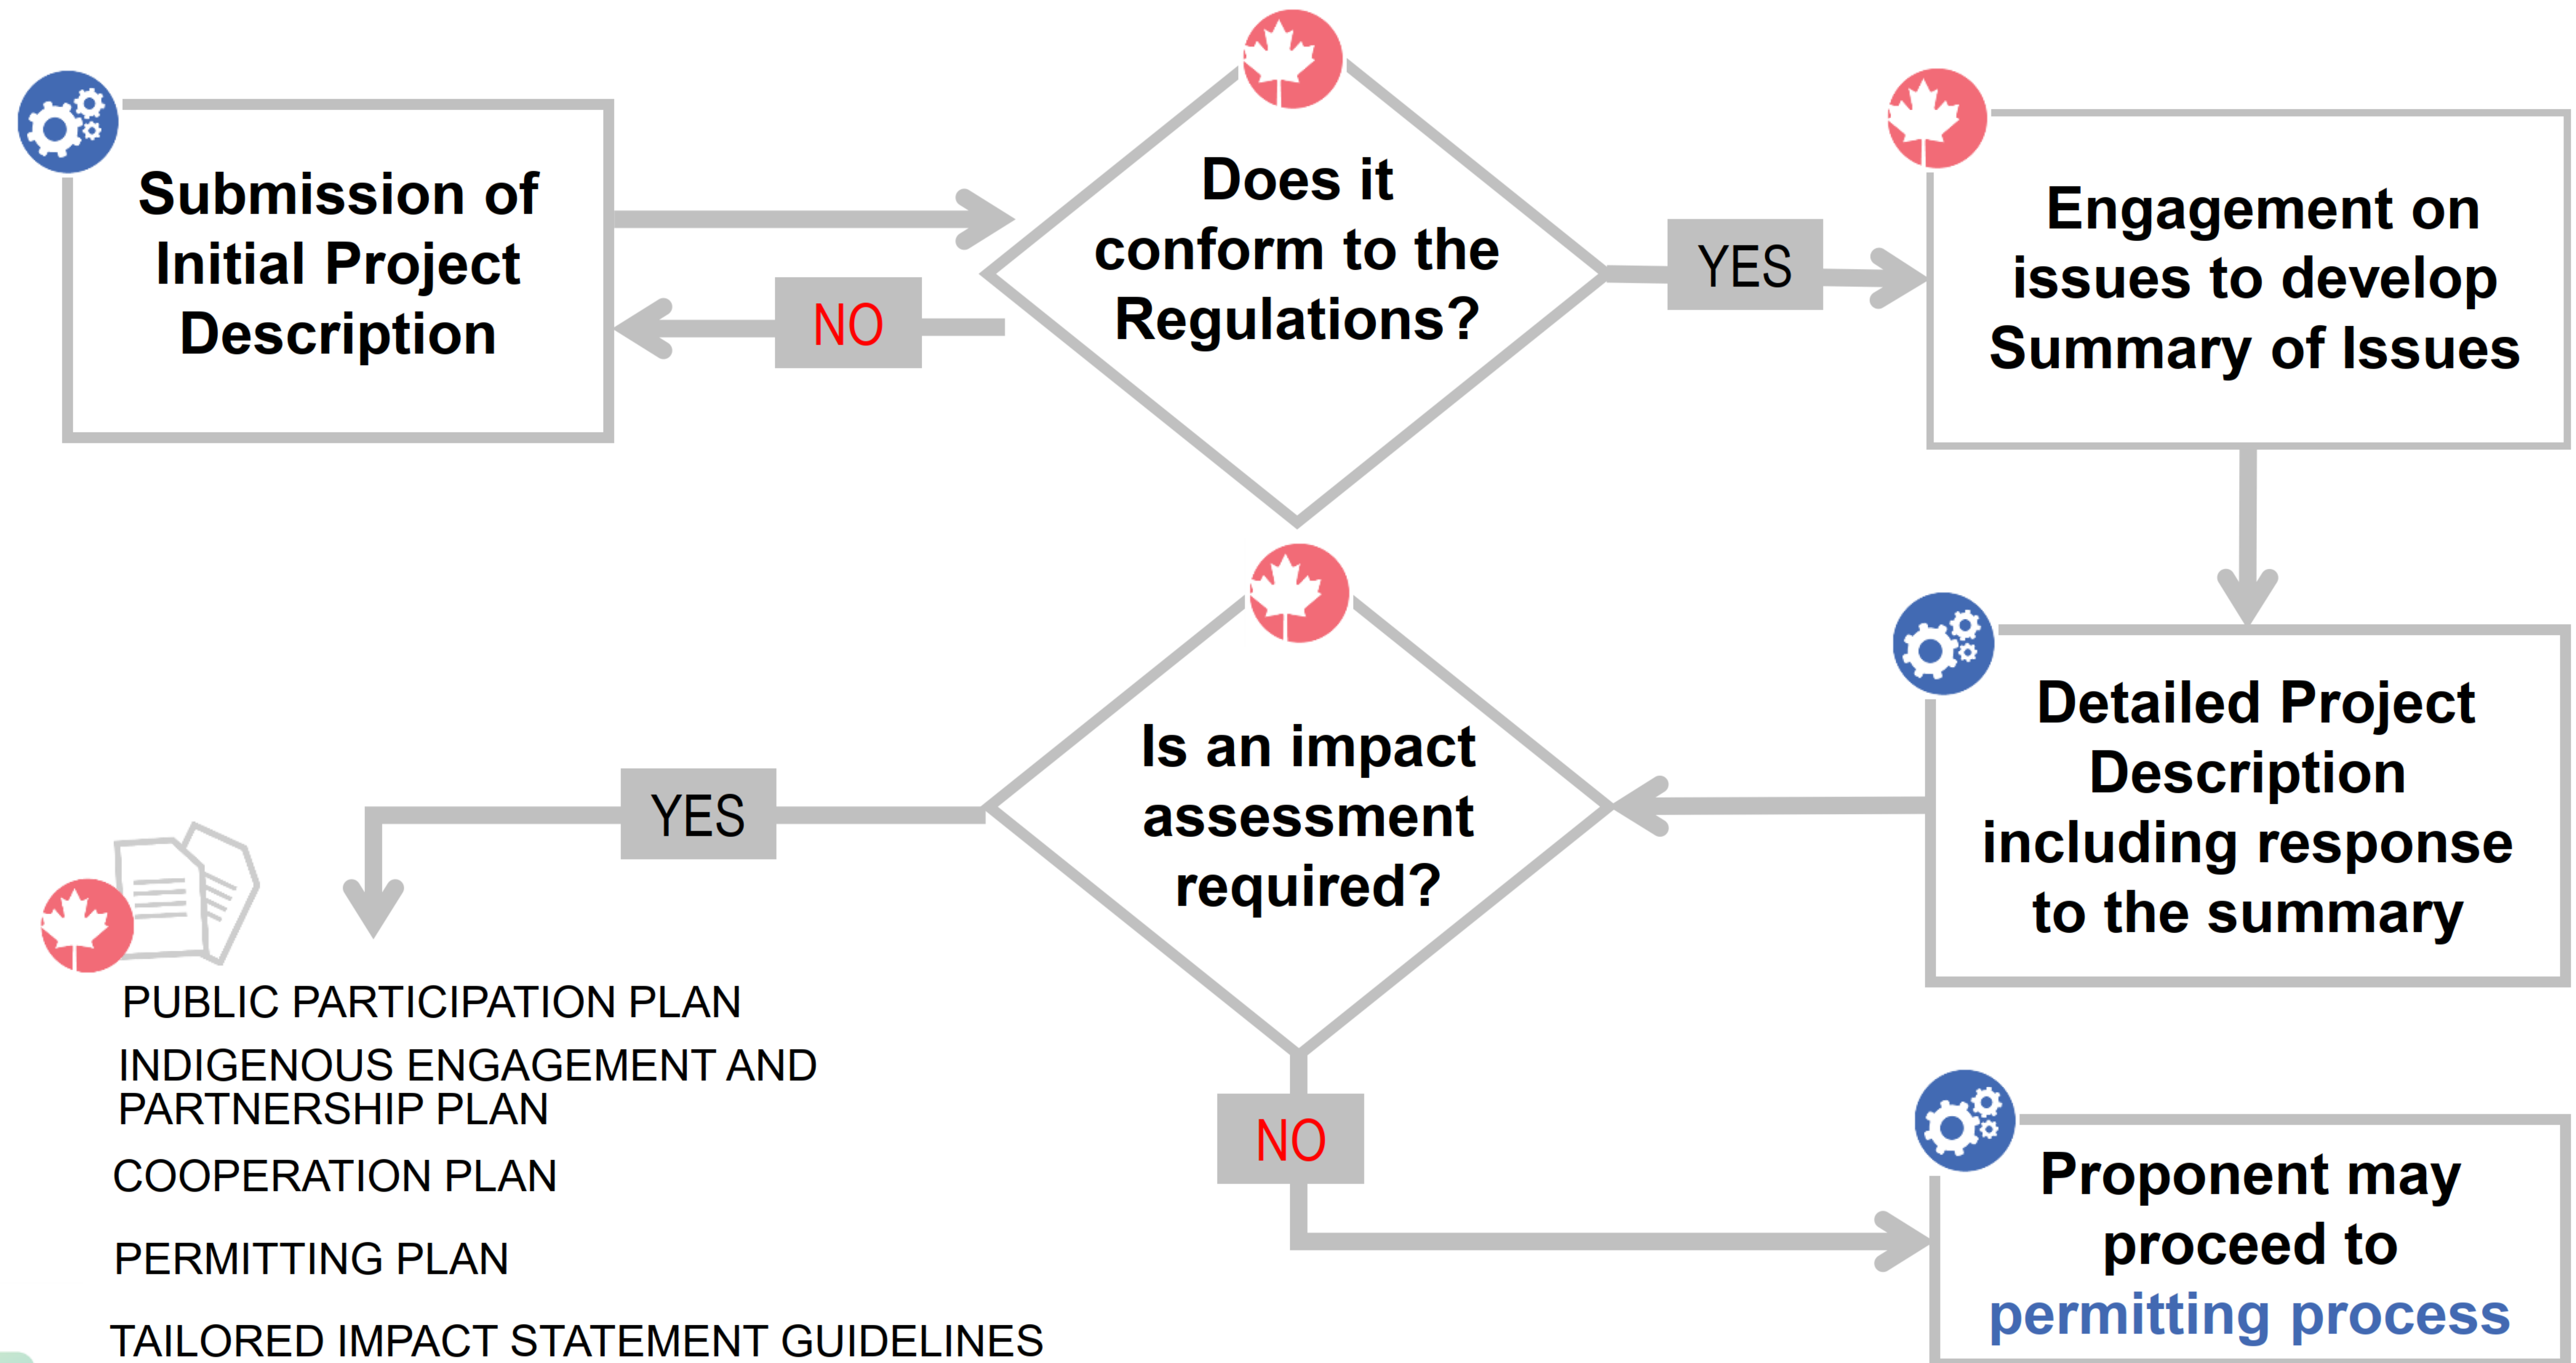 Submission of
Initial Project
Description
Does it
conform to the
Regulations?
NO
YES
Engagement on
issues to develop
Summary of Issues
Detailed Project
Description
including response
to the summary
Is an impact
assessment
required?
YES
PUBLIC PARTICIPATION PLAN
INDIGENOUS ENGAGEMENT AND
PARTNERSHIP PLAN
COOPERATION PLAN
PERMITTING PLAN
TAILORED IMPACT STATEMENT GUIDELINES
NO
Proponent may
proceed to
permitting process